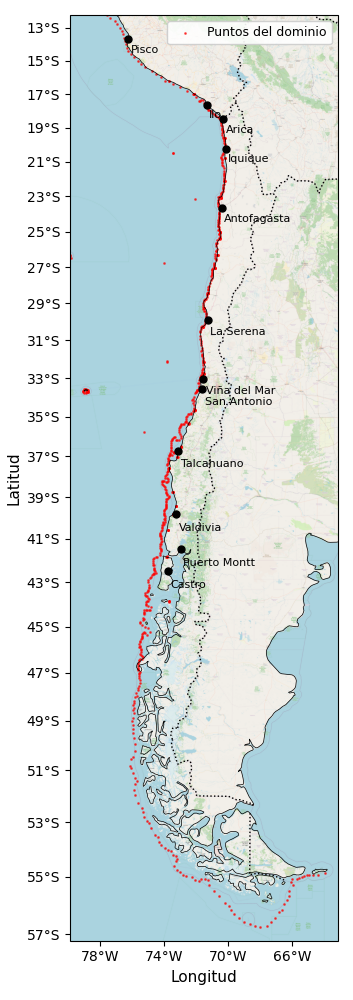 Puntos del dominio
13°S
15°S
17°S
19°S
21°S
23°S
25°S
27°S
29°S
31°S
33°S
35°S
37°S
39°S
41°S
43°S
45°S
47°S
49°S
51°S
53°S
55°S
57°S
Latitud
Pisco
Ilo
Arica
Iquique
Antofagasta
La Serena
Viña del Mar
San Antonio
Talcahuano
Valdivia
Puerto Montt
Castro
78°W
74°W
70°W
66°W
Longitud